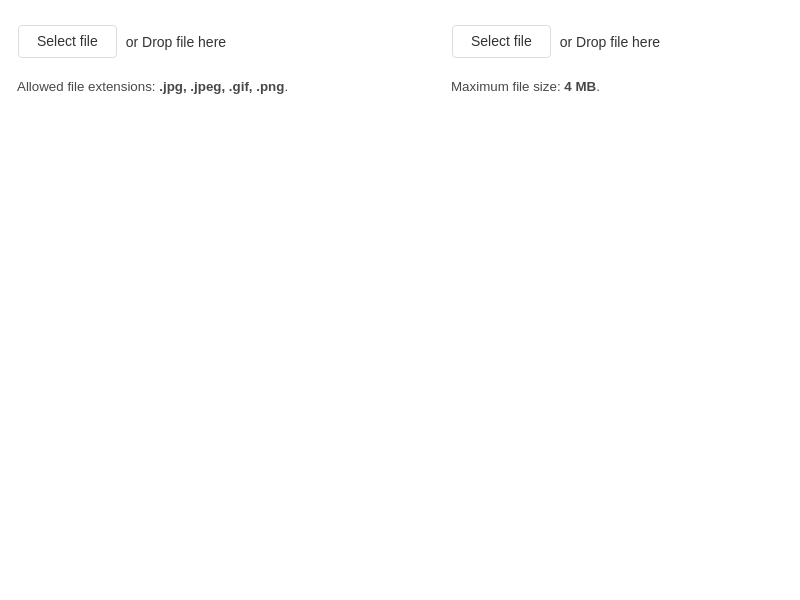 Select file or Drop file here
Allowed file extensions: .jpg, .jpeg, .gif, .png.
Select file or Drop file here
Maximum file size: 4 MB.